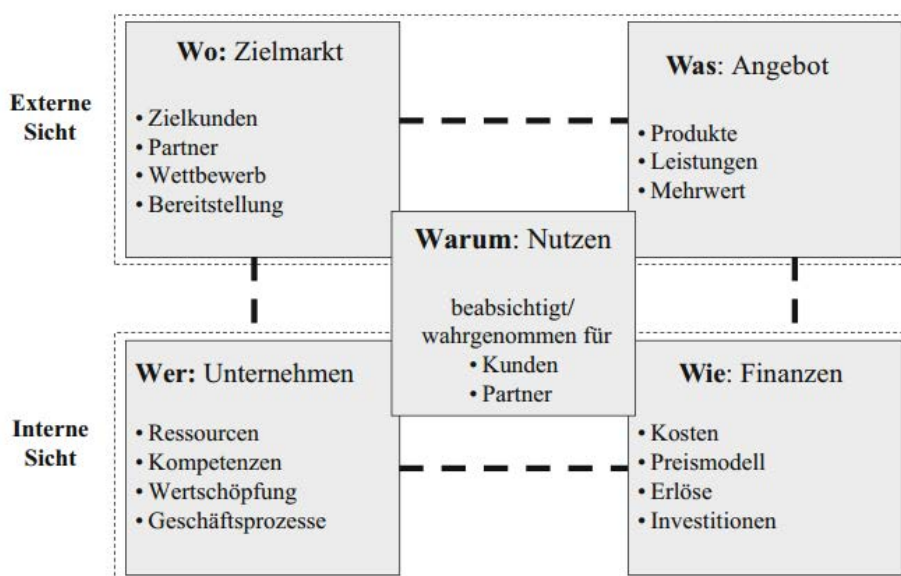 Externe
Sicht
Wo: Zielmarkt
• Zielkunden
• Partner
• Wettbewerb
• Bereitstellung
Was: Angebot
• Produkte
• Leistungen
• Mehrwert
Warum: Nutzen
beabsichtigt/
wahrgenommen für
• Kunden
• Partner
Interne
Sicht
Wer: Unternehmen
• Ressourcen
• Kompetenzen
• Wertschöpfung
• Geschäftsprozesse
Wie: Finanzen
• Kosten
• Preismodell
• Erlöse
• Investitionen